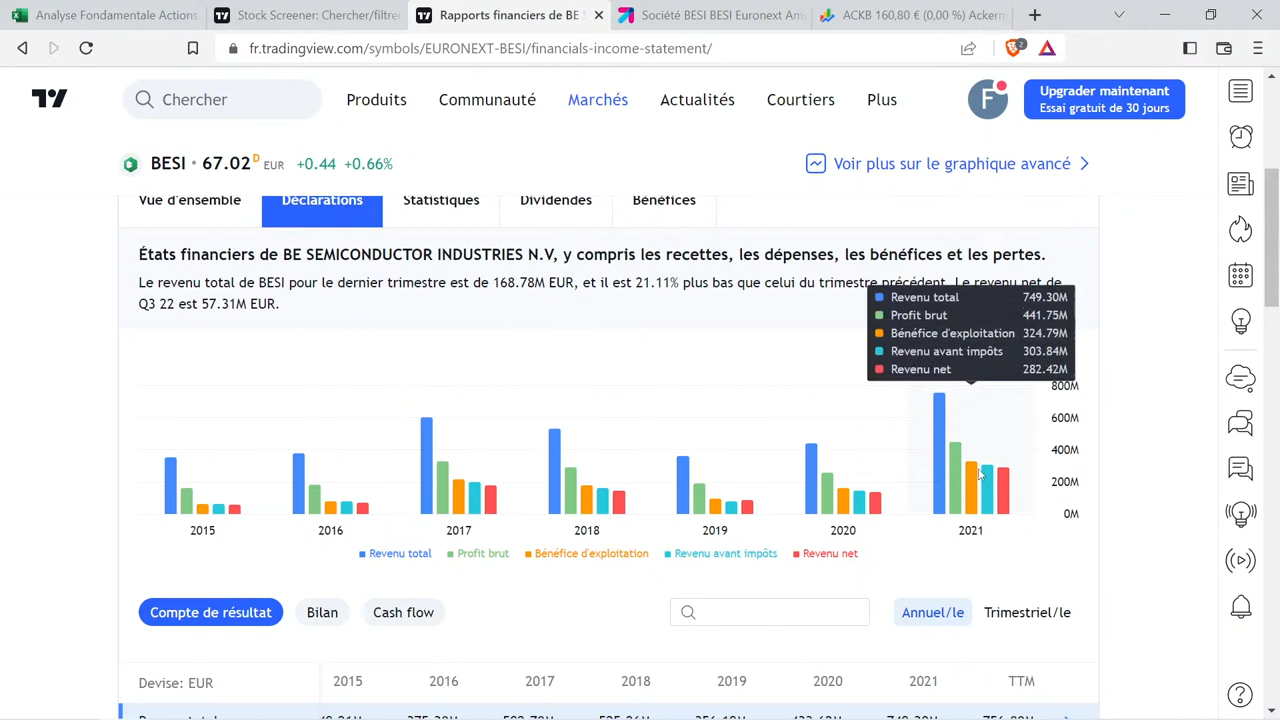 Analyse Fondamental Actions
Stock Screener: Chercher/filtrer
Rapports financiers de BE S
Société BESI BESI Euronext Am
ACKB 160,80 € (0,00 %) Ackerm
fr.tradingview.com/symbols/EURONEXT-BESI/financials-income-statement/
2
Chercher
Produits
Communauté
Marchés
Actualités
Courtiers
Plus
F
Upgrader maintenant
Essai gratuit de 30 jours
BESI • 67.02 D EUR +0.44 +0.66%
Voir plus sur le graphique avancé
Vue d'ensemble
Déclarations
Statistiques
Dividendes
Bénéfices
États financiers de BE SEMICONDUCTOR INDUSTRIES N.V, y compris les recettes, les dépenses, les bénéfices et les pertes.
Le revenu total de BESI pour le dernier trimestre est de 168.78M EUR, et il est 21.11% plus bas que celui du trimestre précédent. Le revenu net de
Q3 22 est 57.31M EUR.
Revenu total 749.30M
Profit brut 441.75M
Bénéfice d'exploitation 324.79M
Revenu avant impôts 303.84M
Revenu net 282.42M
800M
600M
400M
200M
0M
2015 2016 2017 2018 2019 2020 2021
Revenu total Profit brut Bénéfice d'exploitation Revenu avant impôts Revenu net
Compte de résultat
Bilan
Cash flow
Annuel/le
Trimestriel/le
Devise: EUR 2015 2016 2017 2018 2019 2020 2021 TTM